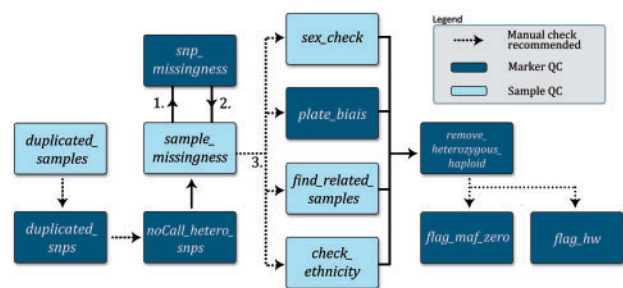 Legend
Manual check
recommended
Marker QC
Sample QC
snp_
missingness
1.
2.
sample_
missingness
3.
duplicated_
samples
duplicated_
snps
noCall_hetero_
snps
sex_check
plate_biais
find_related_
samples
check_
ethnicity
remove_
heterozygous_
haploid
flag_maf_zero
flag_hw